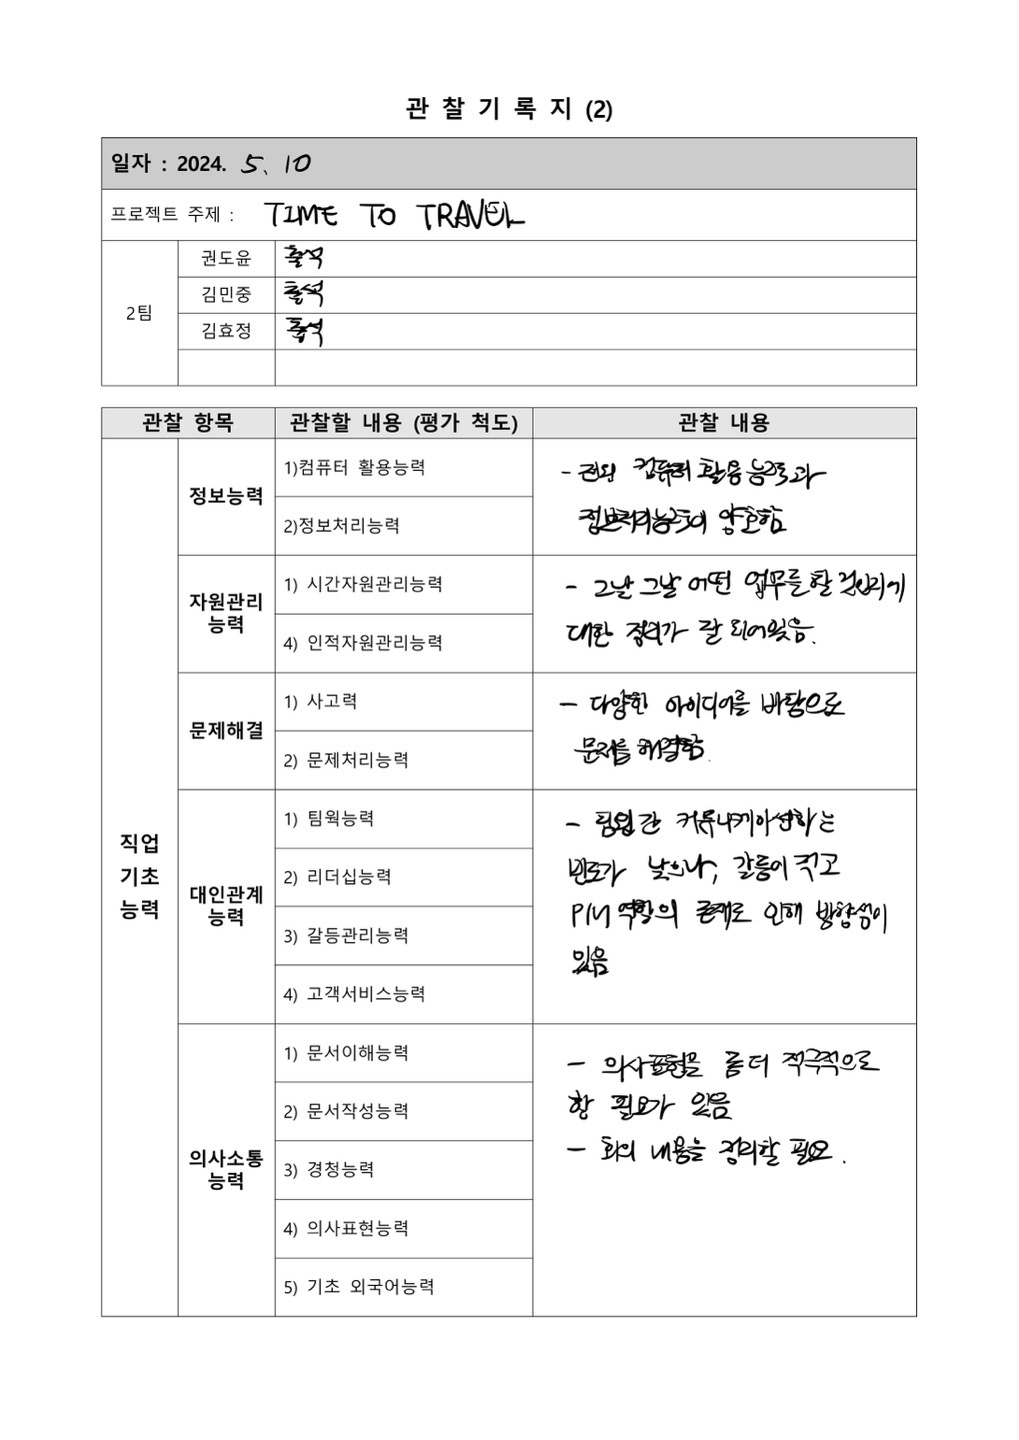 관 찰 기 록 지 (2)
일자 : 2024. 5. 10
프로젝트 주제 : TIME TO TRAVEL
2팀
권도윤 출석
김민중 출석
김효정 출석
관찰 항목 관찰할 내용 (평가 척도) 관찰 내용
직업
기초
능력
정보능력
1)컴퓨터 활용능력
2)정보처리능력
- 컴퓨터 활용 능력과
정보처리능력이 양호함
자원관리
능력
1) 시간자원관리능력
4) 인적자원관리능력
- 그날 그날 어떤 업무를 할 것인지에
대한 정리가 잘 되어있음.
문제해결
1) 사고력
2) 문제처리능력
- 다양한 아이디어를 바탕으로
문제를 해결함.
대인관계
능력
1) 팀웍능력
2) 리더십능력
3) 갈등관리능력
4) 고객서비스능력
- 팀원간 커뮤니케이션하는
빈도가 낮으나, 갈등이 적고
PM 역할의 존재로 인해 방향성이
있음
의사소통
능력
1) 문서이해능력
2) 문서작성능력
3) 경청능력
4) 의사표현능력
5) 기초 외국어능력
- 의사표현을 좀 더 적극적으로
할 필요가 있음
- 회의 내용을 정리할 필요.